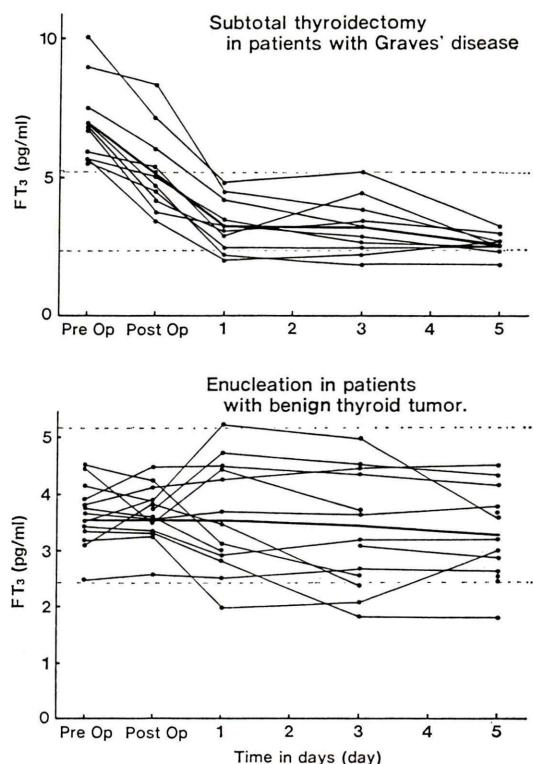 Subtotal thyroidectomy
in patients with Graves' disease
10
5
0
FT3 (pg/ml)
Pre Op Post Op 1 2 3 4 5
Enucleation in patients
with benign thyroid tumor.
5
4
3
2
1
0
FT3 (pg/ml)
Pre Op Post Op 1 2 3 4 5
Time in days (day)